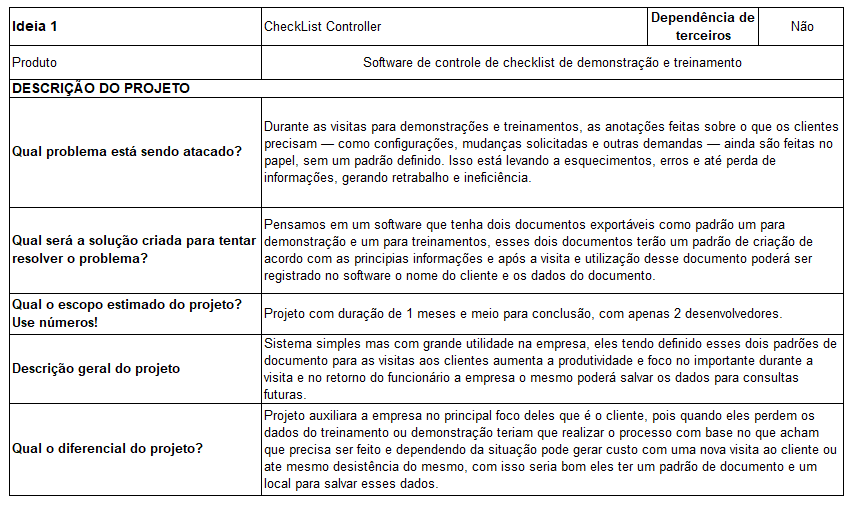 Ideia 1
CheckList Controller
Dependência de
terceiros
Não
Produto
Software de controle de checklist de demonstração e treinamento
DESCRIÇÃO DO PROJETO
Qual problema está sendo atacado?
Durante as visitas para demonstrações e treinamentos, as anotações feitas sobre o que os clientes
precisam — como configurações, mudanças solicitadas e outras demandas — ainda são feitas no
papel, sem um padrão definido. Isso está levando a esquecimentos, erros e até perda de
informações, gerando retrabalho e ineficiência.
Qual será a solução criada para tentar
resolver o problema?
Pensamos em um software que tenha dois documentos exportáveis como padrão um para
demonstração e um para treinamentos, esses dois documentos terão um padrão de criação de
acordo com as principias informações e após a visita e utilização desse documento poderá ser
registrado no software o nome do cliente e os dados do documento.
Qual o escopo estimado do projeto?
Use números!
Projeto com duração de 1 meses e meio para conclusão, com apenas 2 desenvolvedores.
Descrição geral do projeto
Sistema simples mas com grande utilidade na empresa, eles tendo definido esses dois padrões de
documento para as visitas aos clientes aumenta a produtividade e foco no importante durante a
visita e no retorno do funcionário a empresa o mesmo poderá salvar os dados para consultas
futuras.
Qual o diferencial do projeto?
Projeto auxiliara a empresa no principal foco deles que é o cliente, pois quando eles perdem os
dados do treinamento ou demonstração teriam que realizar o processo com base no que acham
que precisa ser feito e dependendo da situação pode gerar custo com uma nova visita ao cliente ou
ate mesmo desistência do mesmo, com isso seria bom eles ter um padrão de documento e um
local para salvar esses dados.